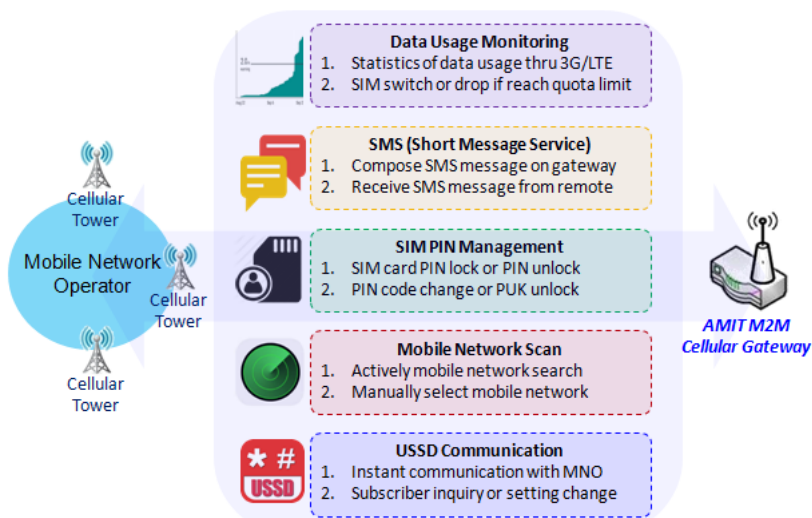 Data Usage Monitoring
1. Statistics of data usage thru 3G/LTE
2. SIM switch or drop if reach quota limit
SMS (Short Message Service)
1. Compose SMS message on gateway
2. Receive SMS message from remote
Cellular
Tower
Mobile Network
Operator
Cellular
Tower
Cellular
Tower
SIM PIN Management
1. SIM card PIN lock or PIN unlock
2. PIN code change or PUK unlock
AMIT M2M
Cellular Gateway
Mobile Network Scan
1. Actively mobile network search
2. Manually select mobile network
* #
USSD
USSD Communication
1. Instant communication with MNO
2. Subscriber inquiry or setting change